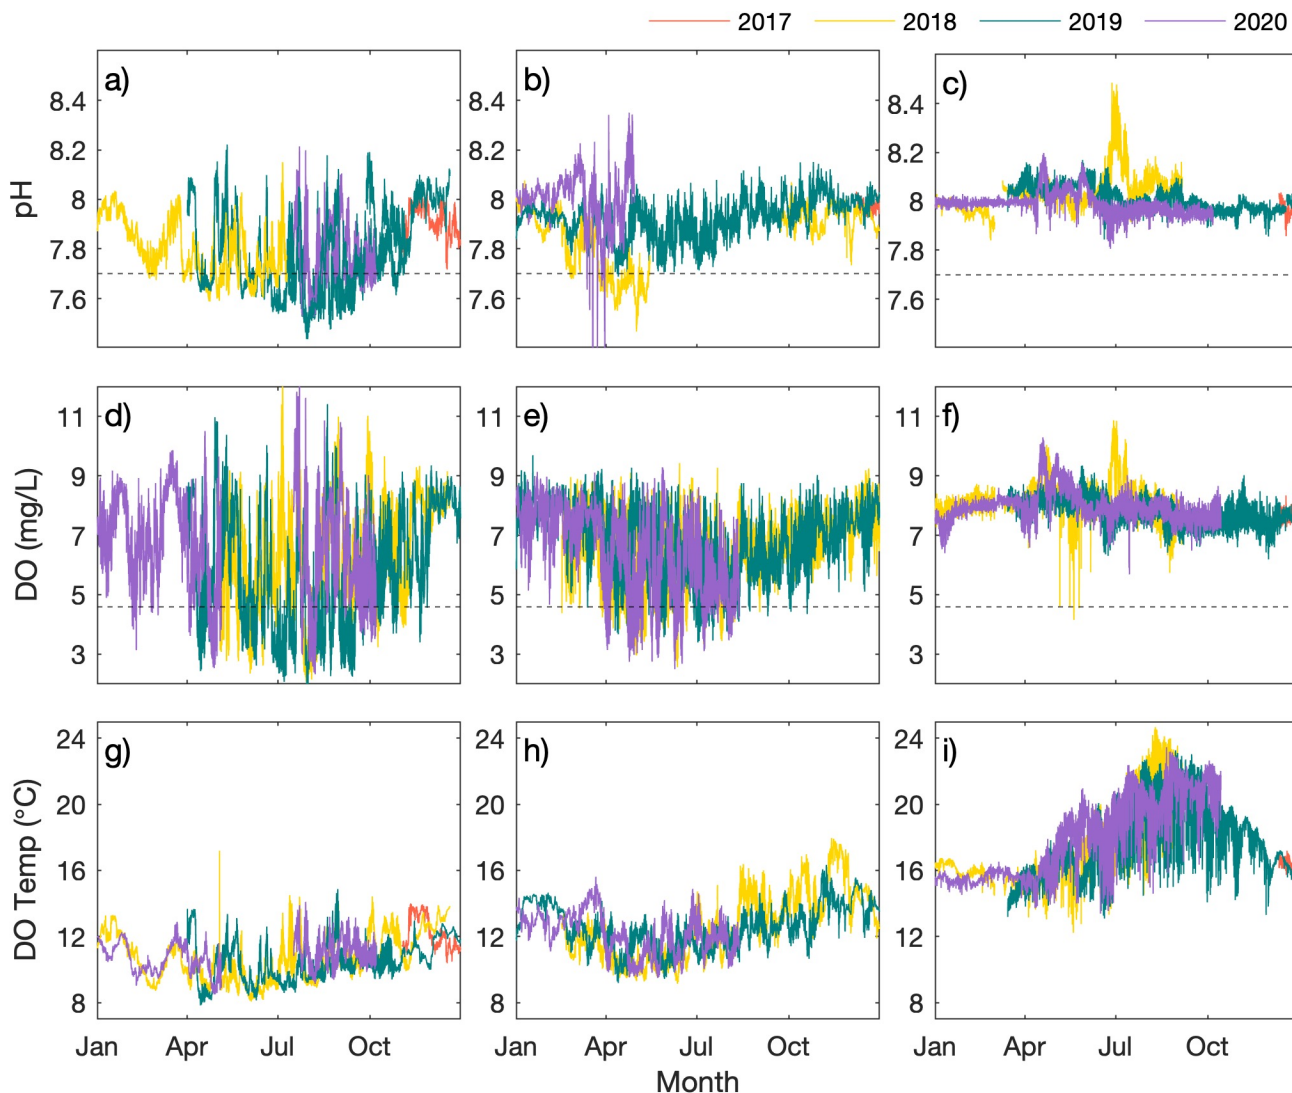 2017 2018 2019 2020
a) b) c)
pH
8.4 8.4 8.4
8.2 8.2 8.2
8 8 8
7.8 7.8 7.8
7.6 7.6 7.6
d) e) f)
DO (mg/L)
11 11 11
9 9 9
7 7 7
5 5 5
3 3 3
g) h) i)
DO Temp (°C)
24 24 24
20 20 20
16 16 16
12 12 12
8 8 8
Jan Apr Jul Oct Jan Apr Jul Oct Jan Apr Jul Oct
Month